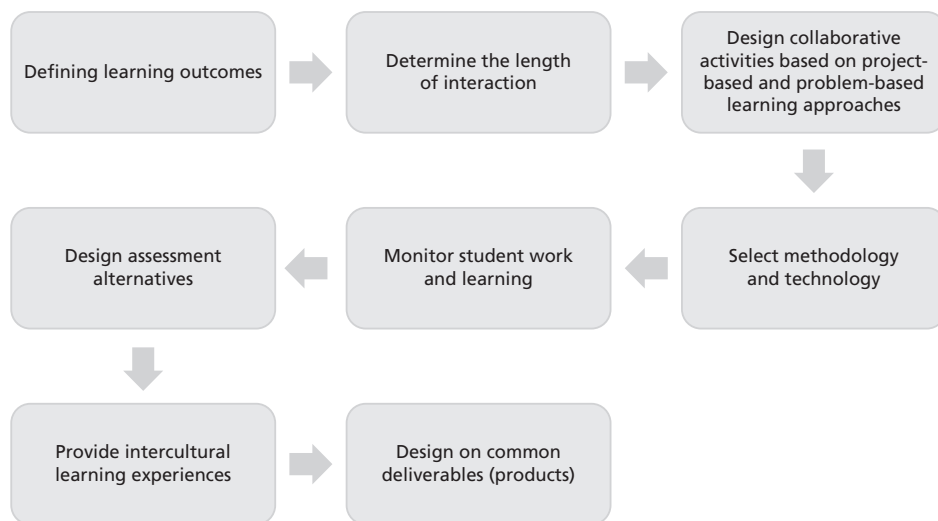 Defining learning outcomes
Determine the length
of interaction
Design collaborative
activities based on project-
based and problem-based
learning approaches
Select methodology
and technology
Monitor student work
and learning
Design assessment
alternatives
Provide intercultural
learning experiences
Design on common
deliverables (products)